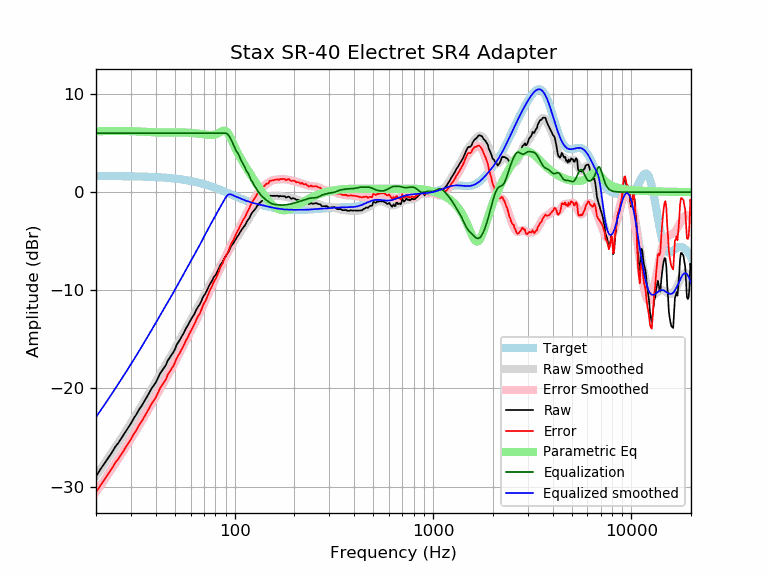 Stax SR-40 Electret SR4 Adapter
10
0
−10
−20
−30
Amplitude (dBr)
100
1000
10000
Frequency (Hz)
Target
Raw Smoothed
Error Smoothed
Raw
Error
Parametric Eq
Equalization
Equalized smoothed